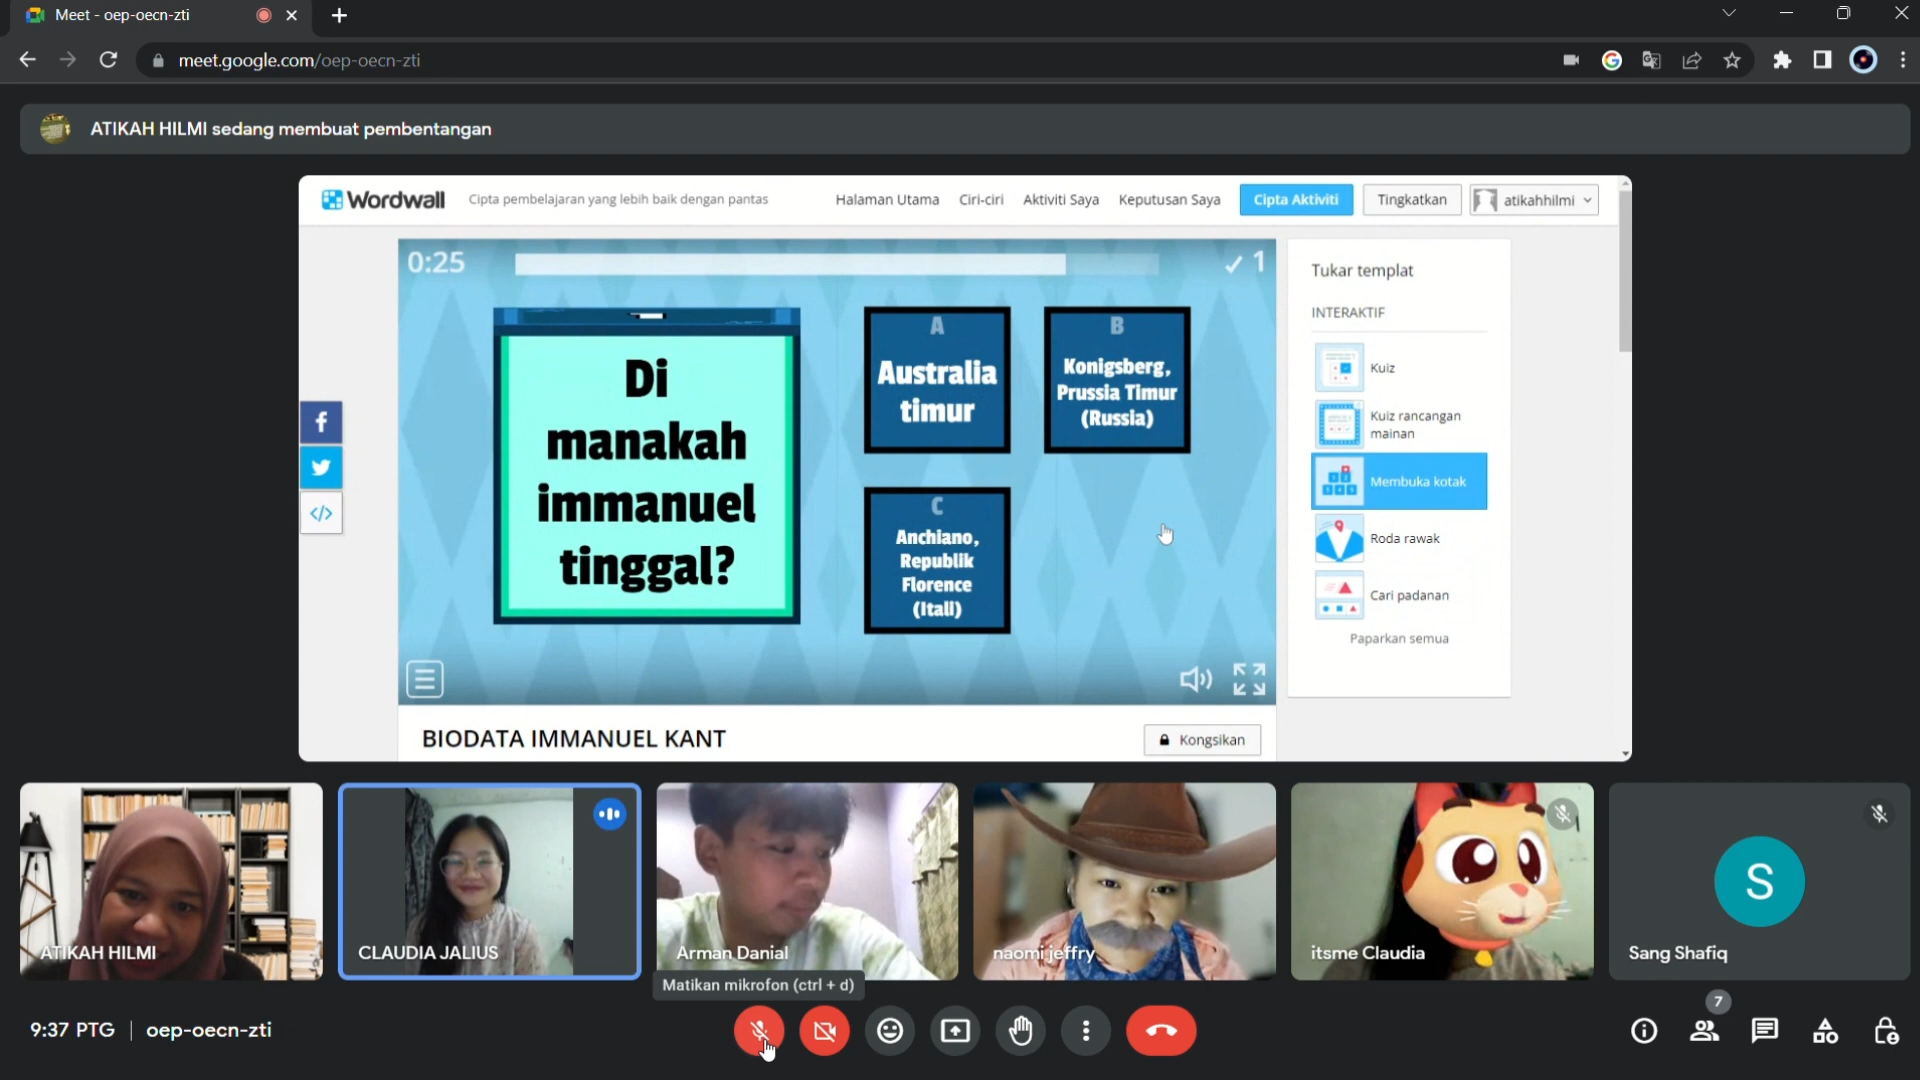 Meet - oep-oecn-zti
meet.google.com/oep-oecn-zti
ATIKAH HILMI sedang membuat pembentangan
Wordwall
Cipta pembelajaran yang lebih baik dengan pantas
Halaman Utama
Ciri-ciri
Aktiviti Saya
Keputusan Saya
Cipta Aktiviti
Tingkatkan
atikahhilmi
0:25
✓ 1
Di
manakah
immanuel
tinggal?
A
Australia
timur
B
Konigsberg,
Prussia Timur
(Russia)
C
Anchiano,
Republik
Florence
(Itali)
BIODATA IMMANUEL KANT
Kongsikan
Tukar templat
INTERAKTIF
Kuiz
Kuiz rancangan
mainan
Membuka kotak
Roda rawak
Cari padanan
Paparkan semua
ATIKAH HILMI
CLAUDIA JALIUS
Arman Danial
naomi jeffry
itsme Claudia
S
Sang Shafiq
Matikan mikrofon (ctrl + d)
9:37 PTG
oep-oecn-zti
7